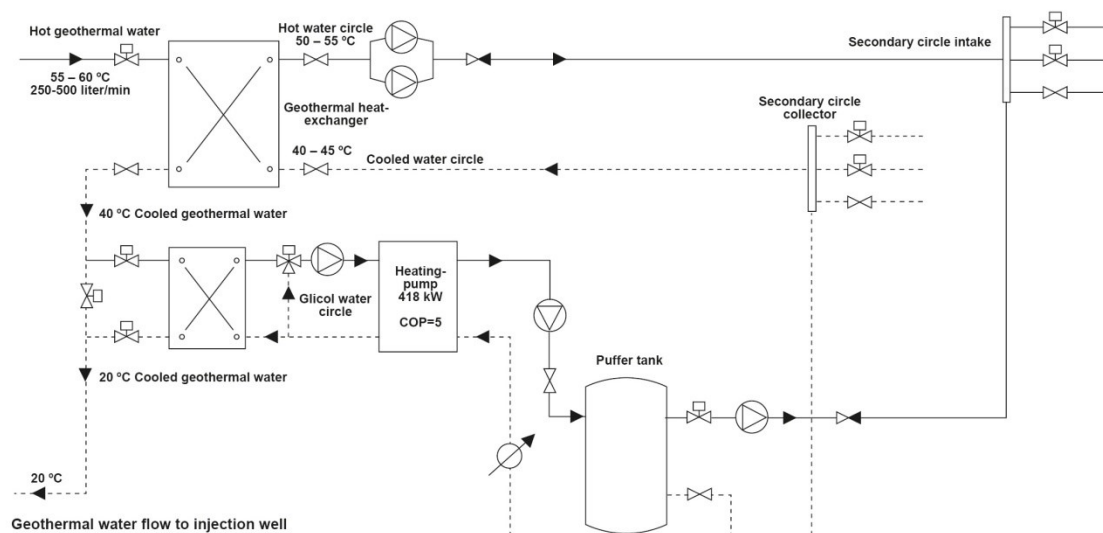 Hot geothermal water
55 – 60 ºC
250-500 liter/min
Hot water circle
50 – 55 ºC
Secondary circle intake
Geothermal heat-
exchanger
Secondary circle
collector
40 – 45 ºC
Cooled water circle
40 ºC Cooled geothermal water
Glicol water
circle
Heating-
pump
418 kW
COP=5
20 ºC Cooled geothermal water
Puffer tank
20 ºC
Geothermal water flow to injection well